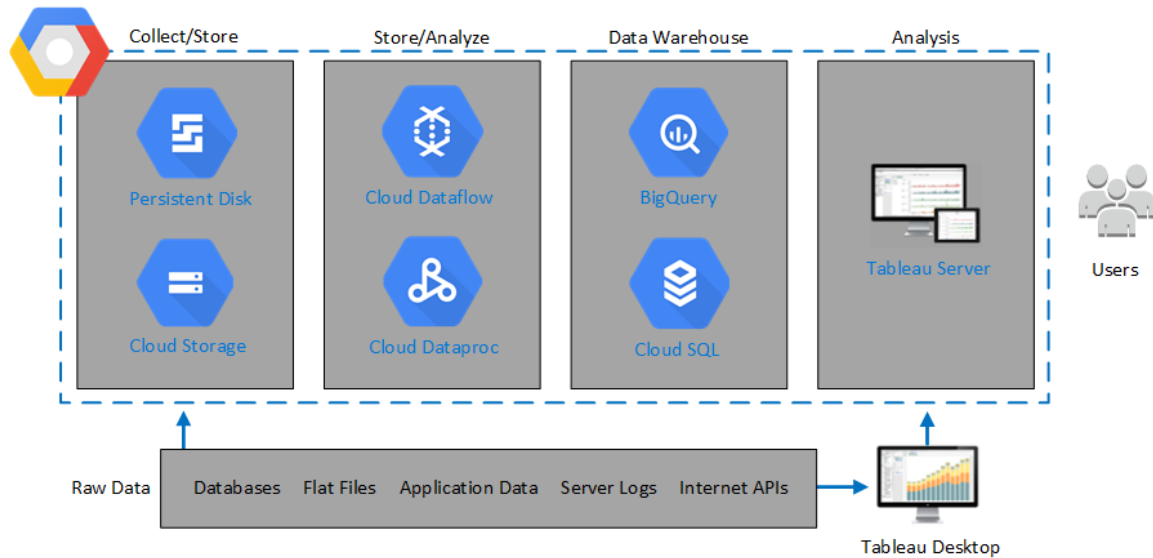 Collect/Store
Store/Analyze
Data Warehouse
Analysis
Persistent Disk
Cloud Dataflow
BigQuery
Tableau Server
Users
Cloud Storage
Cloud Dataproc
Cloud SQL
Raw Data
Databases
Flat Files
Application Data
Server Logs
Internet APIs
Tableau Desktop